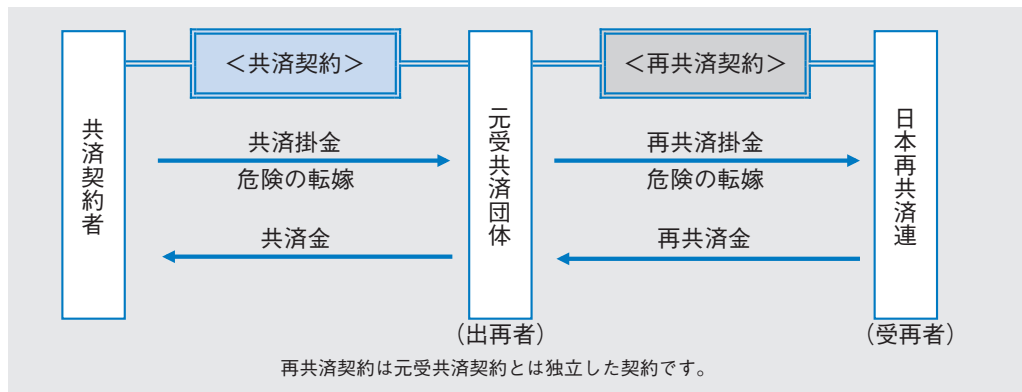 <共済契約>
<再共済契約>
共済契約者
元受共済団体
日本再共済連
共済掛金
危険の転嫁
再共済掛金
危険の転嫁
共済金
再共済金
(出再者)
(受再者)
再共済契約は元受共済契約とは独立した契約です。